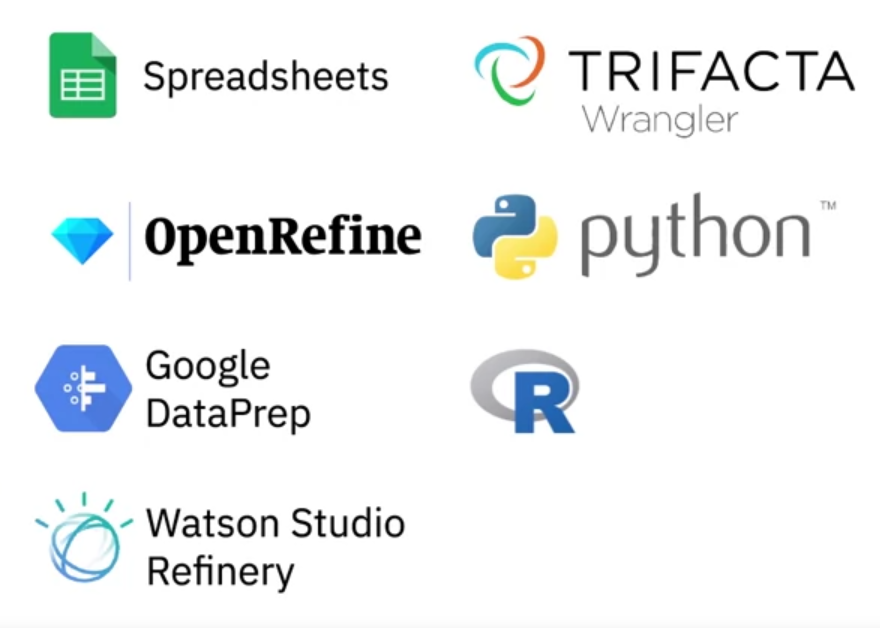 Spreadsheets
TRIFACTA
Wrangler
OpenRefine
python™
Google
DataPrep
R
Watson Studio
Refinery